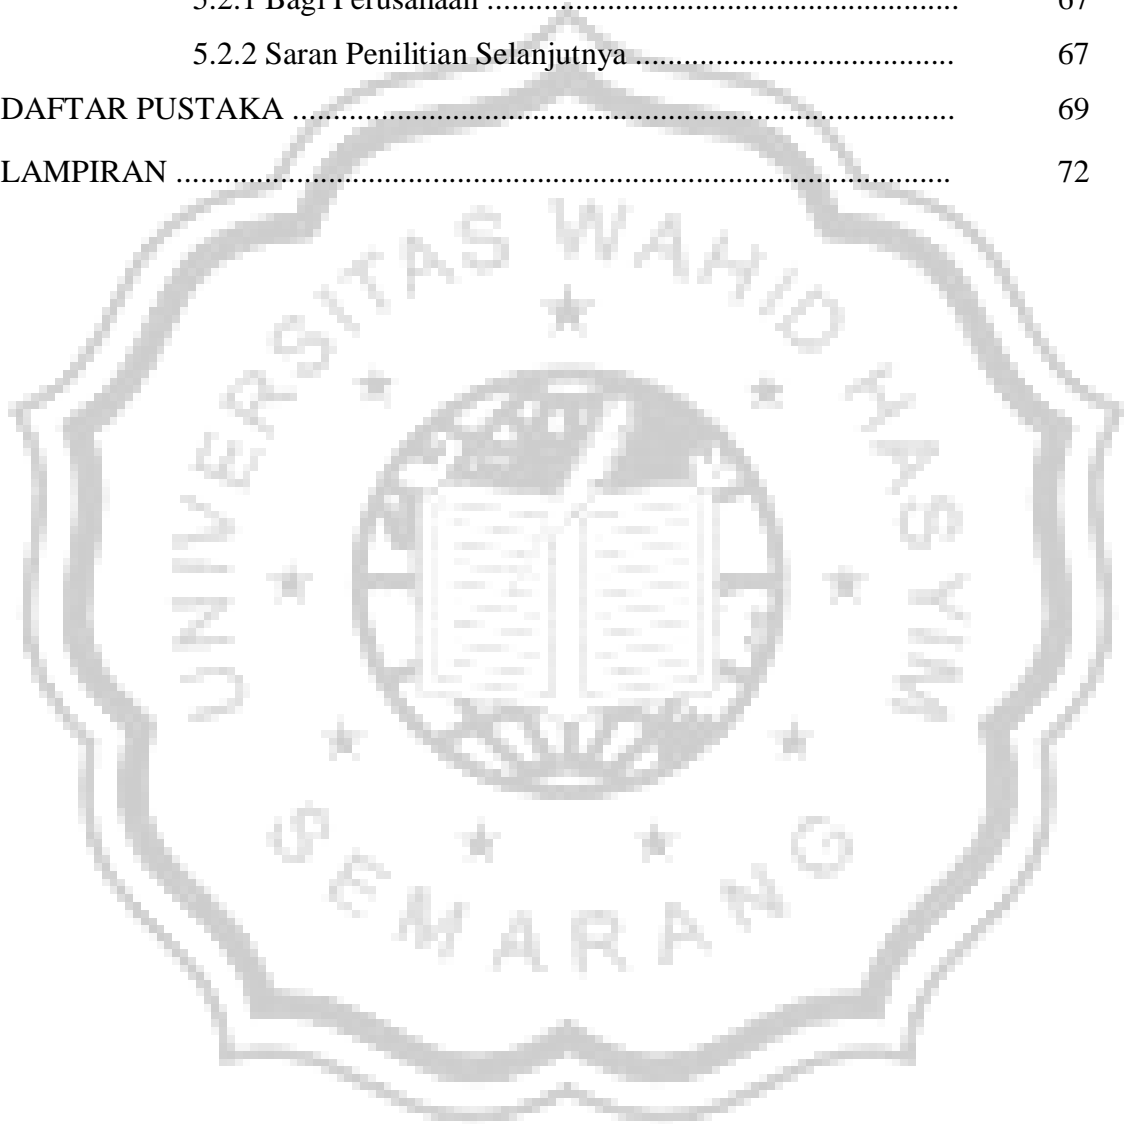 5.2.1 Bagi Perusahaan ........................................................... 67
5.2.2 Saran Penilitian Selanjutnya ........................................ 67
DAFTAR PUSTAKA .................................................................................. 69
LAMPIRAN ................................................................................................ 72
UNIVERSITAS WAHID HASYIM
SEMARANG